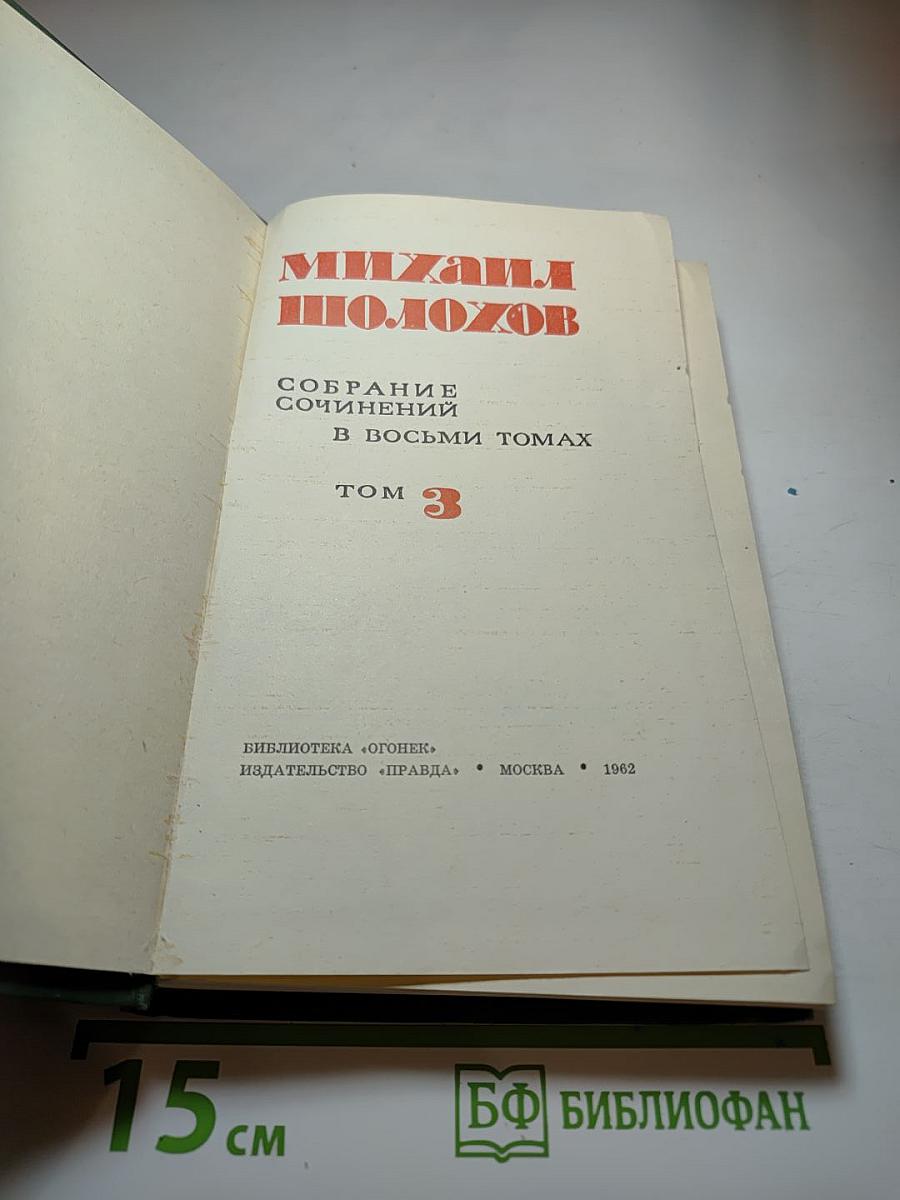 МИХАИЛ
ШОЛОХОВ
СОБРАНИЕ
СОЧИНЕНИЙ
В ВОСЬМИ ТОМАХ
ТОМ 3
БИБЛИОТЕКА «ОГОНЕК»
ИЗДАТЕЛЬСТВО «ПРАВДА» • МОСКВА • 1962
15 см
БФ БИБЛИОФАН